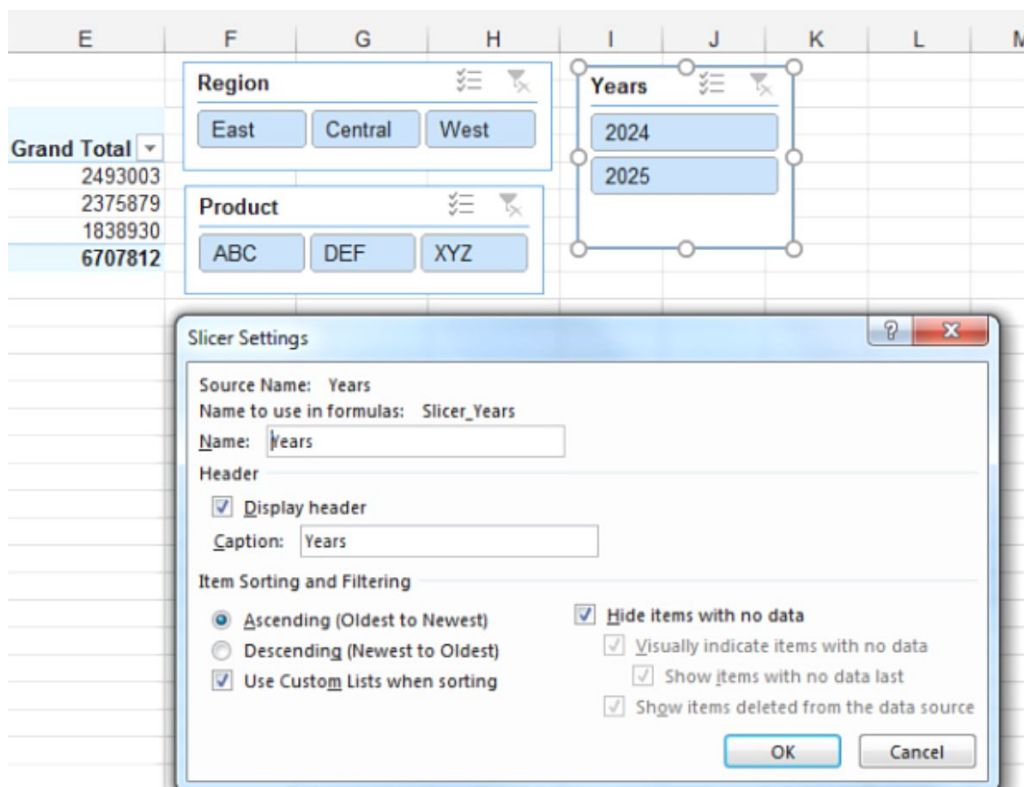 E F G H I J K L M
Region
East Central West
Years
2024
2025
Grand Total
2493003
2375879
1838930
6707812
Product
ABC DEF XYZ
Slicer Settings
?
Source Name: Years
Name to use in formulas: Slicer_Years
Name: Years
Header
Display header
Caption: Years
Item Sorting and Filtering
Ascending (Oldest to Newest)
Descending (Newest to Oldest)
Use Custom Lists when sorting
Hide items with no data
Visually indicate items with no data
Show items with no data last
Show items deleted from the data source
OK Cancel